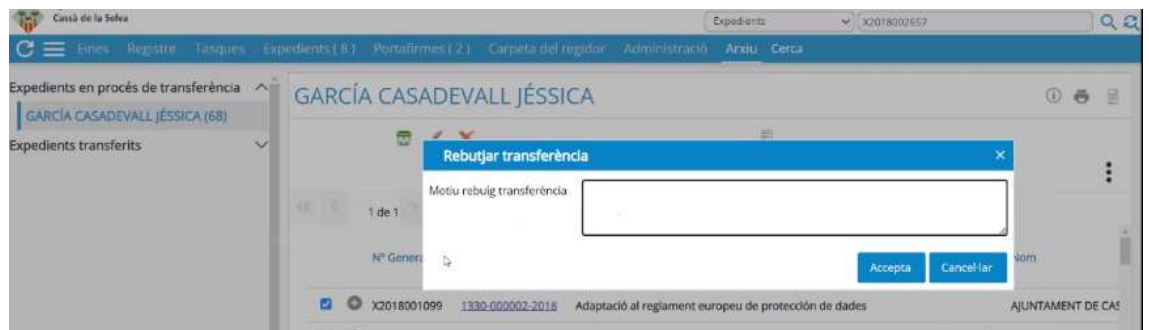 Cassà de la Selva
Expedients
X2018002657
Eines Registre Tasques Expedients ( 8 ) Portafirmes ( 2 ) Carpeta del regidor Administració Arxiu Cerca
Expedients en procés de transferència
GARCÍA CASADEVALL JÉSSICA (68)
Expedients transferits
GARCÍA CASADEVALL JÉSSICA
Rebutjar transferència
Motiu rebuig transferència
1 de 1
Accepta Cancel·lar
Nº Genera
Nom
X2018001099 1330-000002-2018 Adaptació al reglament europeu de protección de dades AJUNTAMENT DE CAS